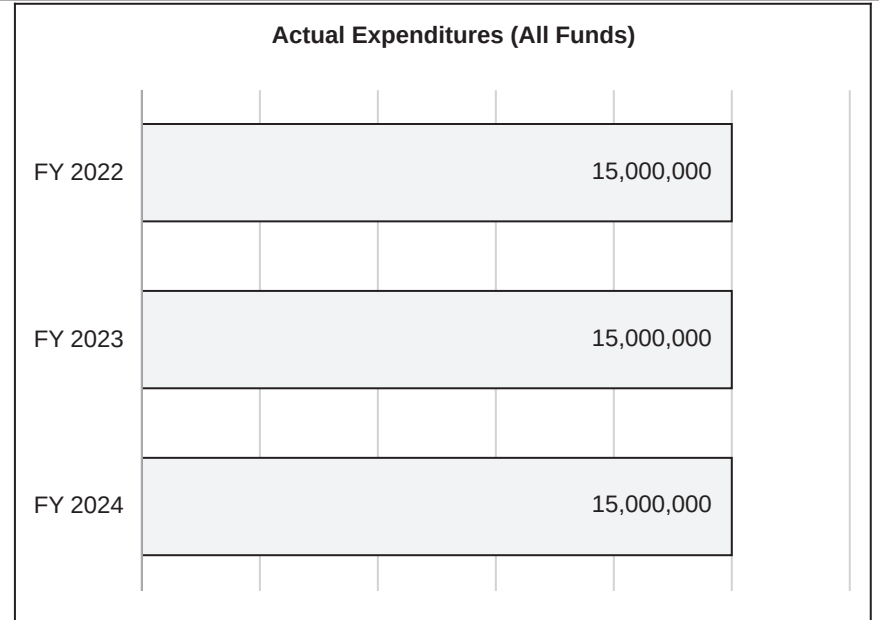 Actual Expenditures (All Funds)
FY 2022 15,000,000
FY 2023 15,000,000
FY 2024 15,000,000